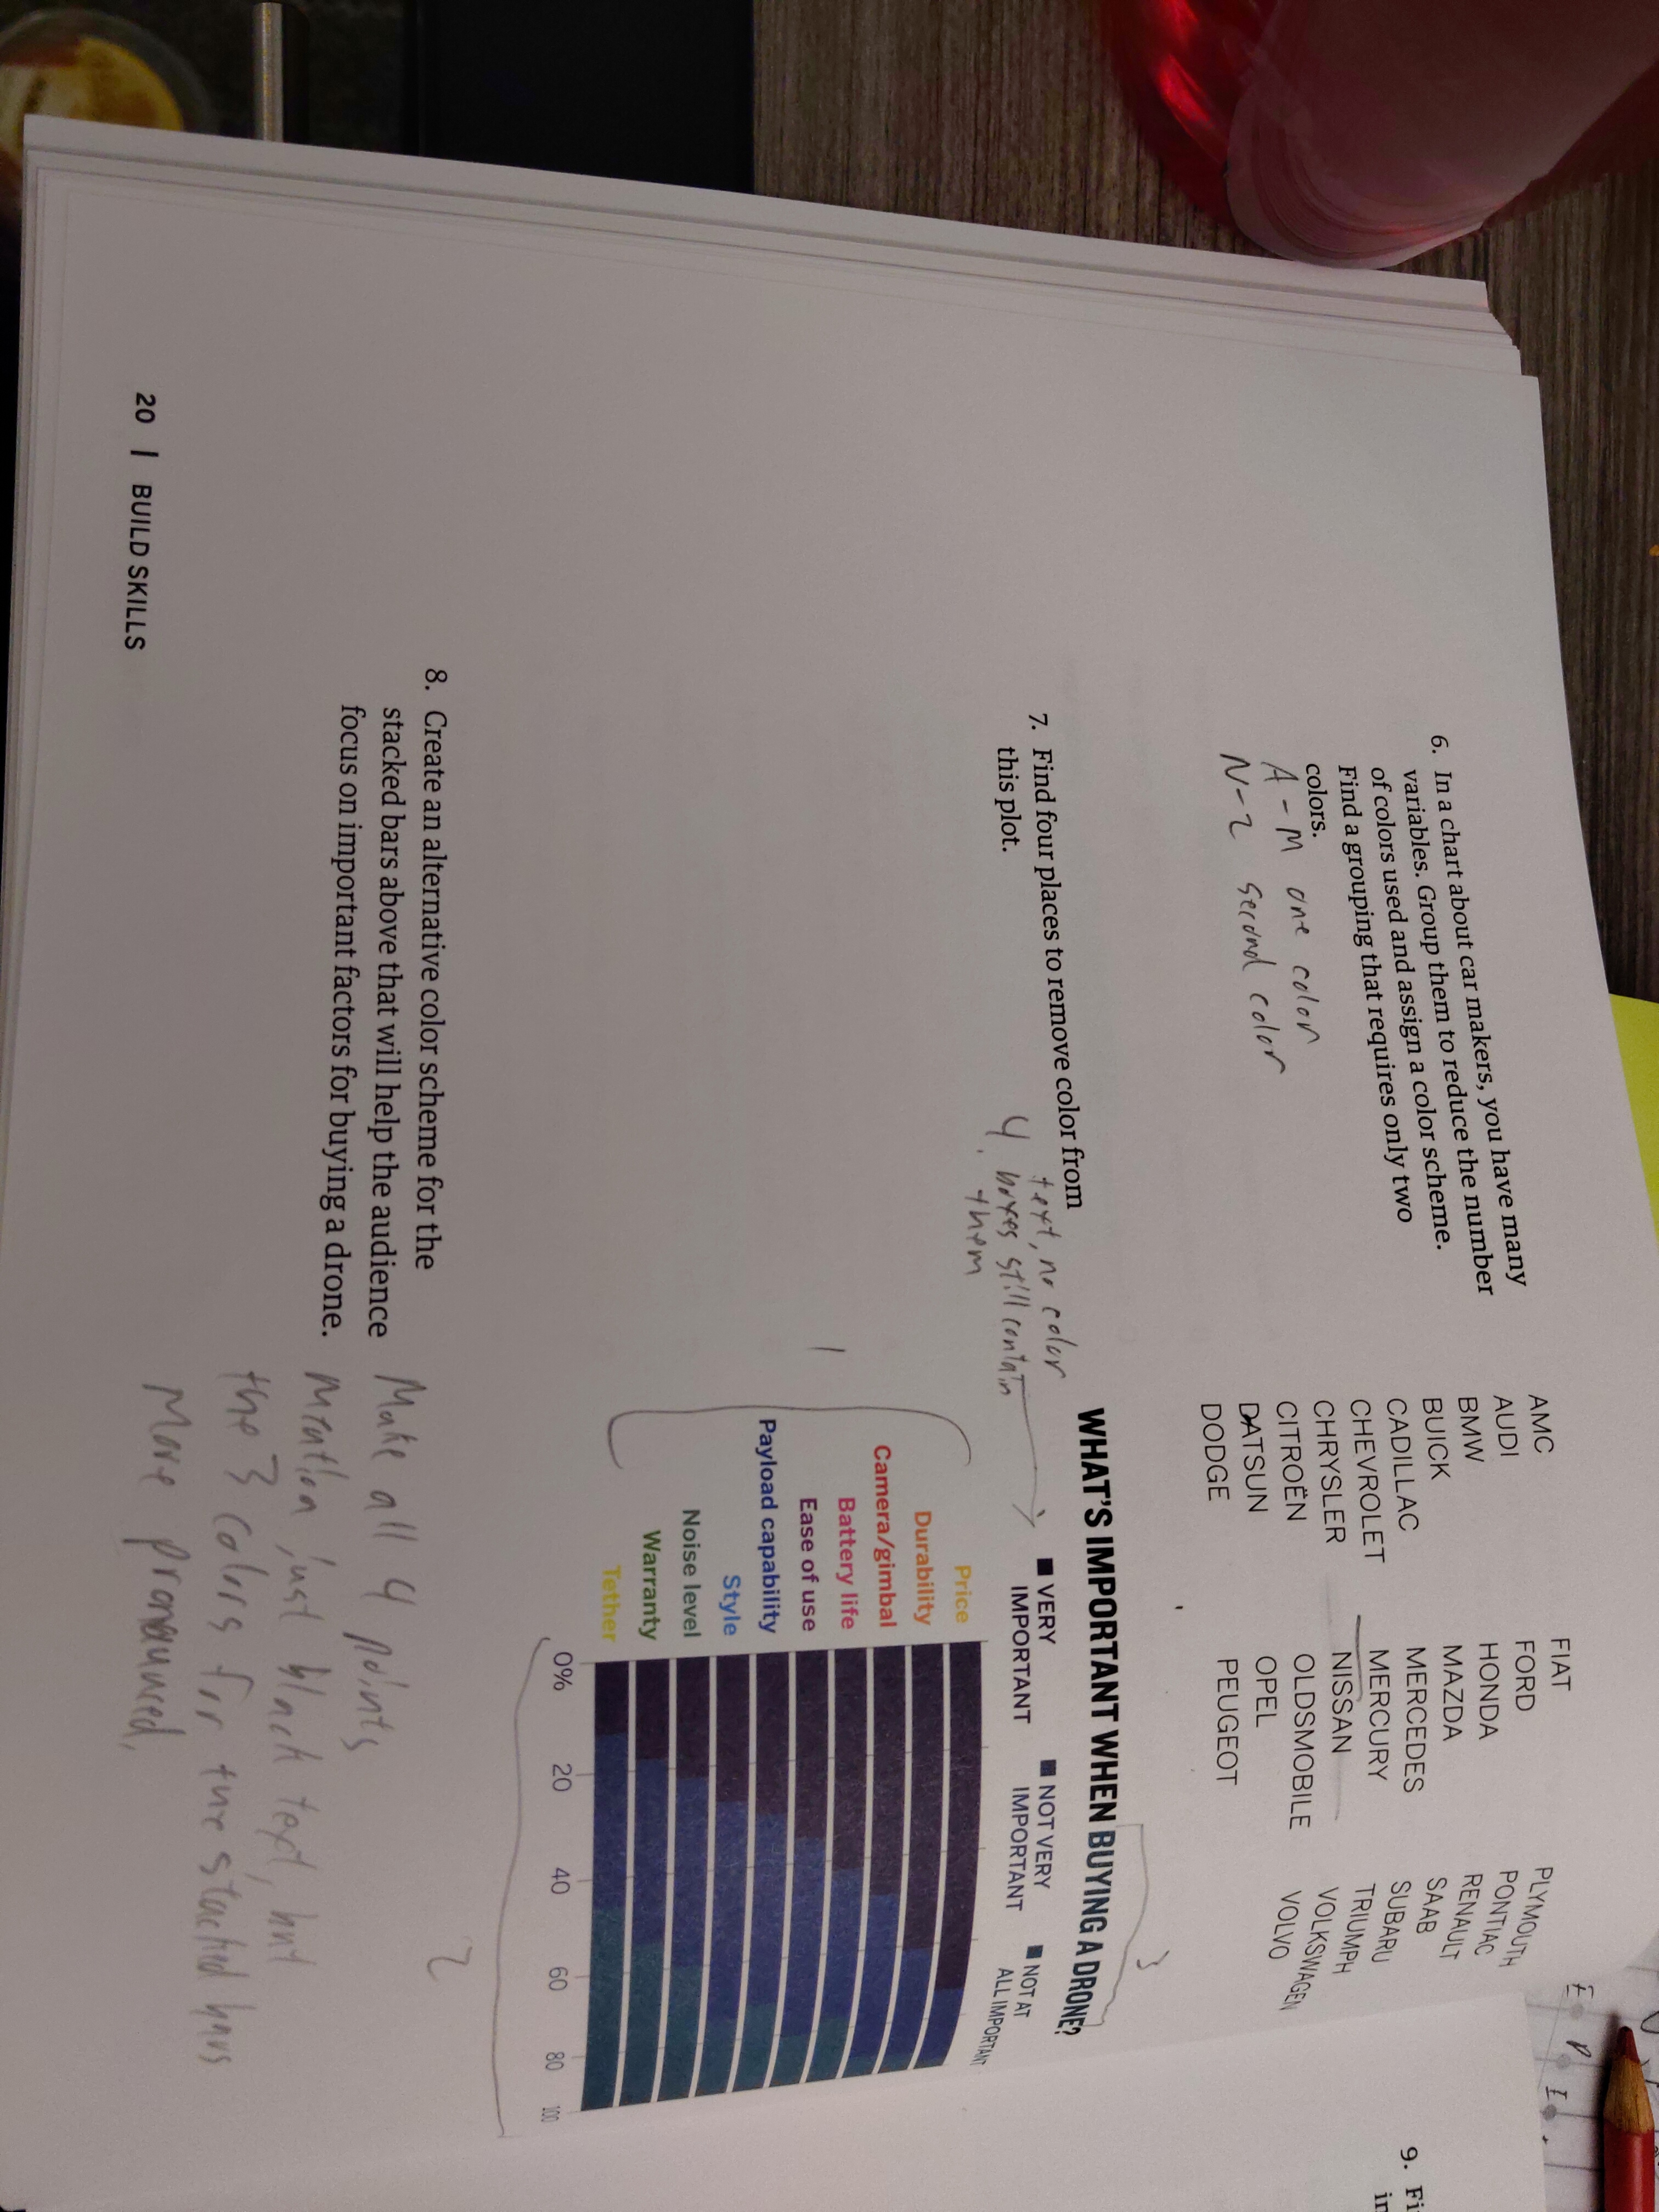 6. In a chart about car makers, you have many
variables. Group them to reduce the number
of colors used and assign a color scheme.
Find a grouping that requires only two
colors.
A - M one color
N - Z second color
AMC
AUDI
BMW
BUICK
CADILLAC
CHEVROLET
CHRYSLER
CITROËN
DATSUN
DODGE
FIAT
FORD
HONDA
MAZDA
MERCEDES
MERCURY
NISSAN
OLDSMOBILE
OPEL
PEUGEOT
PLYMOUTH
PONTIAC
RENAULT
SAAB
SUBARU
TRIUMPH
VOLKSWAGEN
VOLVO
7. Find four places to remove color from
this plot.
text, no color
4. boxes still contain
them
WHAT'S IMPORTANT WHEN BUYING A DRONE?
3
VERY
IMPORTANT
NOT VERY
IMPORTANT
NOT AT
ALL IMPORTANT
1
Price
Durability
Camera/gimbal
Battery life
Ease of use
Payload capability
Style
Noise level
Warranty
Tether
0% 20 40 60 80 100
2
8. Create an alternative color scheme for the
stacked bars above that will help the audience
focus on important factors for buying a drone.
Make all 4 points
mention just black text, but
the 3 colors for the stacked bars
more pronounced.
20 | BUILD SKILLS
9. Fi